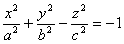 x²/a² + y²/b² − z²/c² = −1